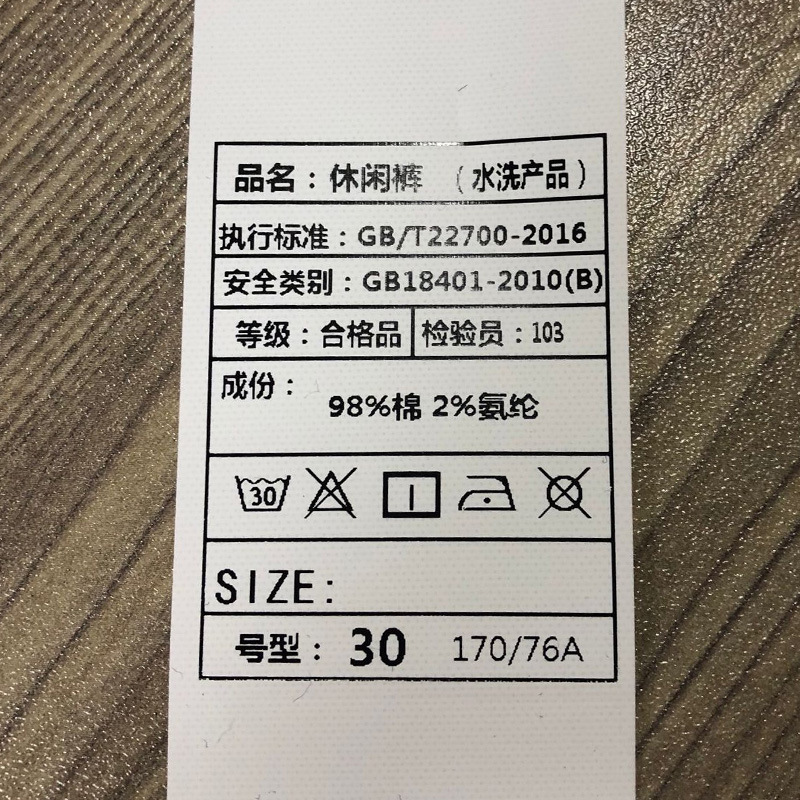 品名：休闲裤 （水洗产品）
执行标准：GB/T22700-2016
安全类别：GB18401-2010(B)
等级：合格品 检验员：103
成份：
98%棉 2%氨纶
30
SIZE:
号型：30 170/76A